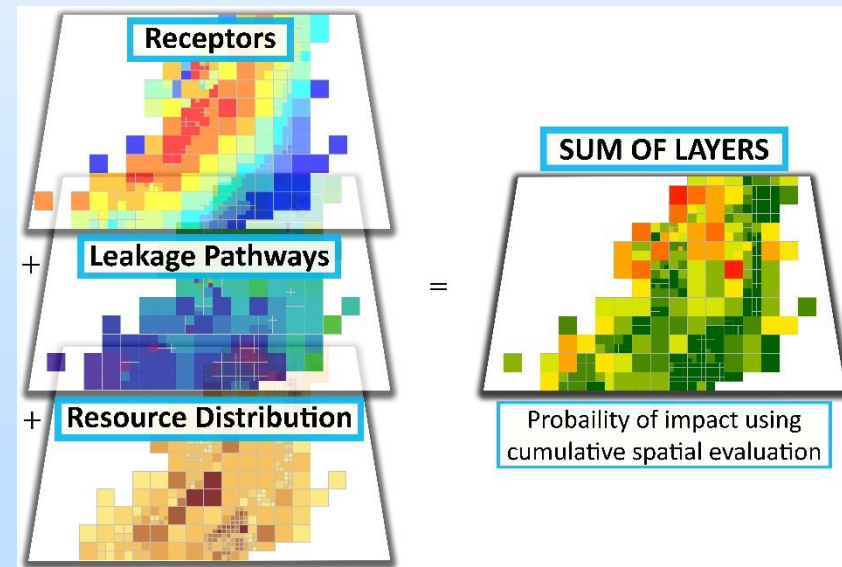 Receptors
+
Leakage Pathways
+
Resource Distribution
=
SUM OF LAYERS
Probaility of impact using
cumulative spatial evaluation